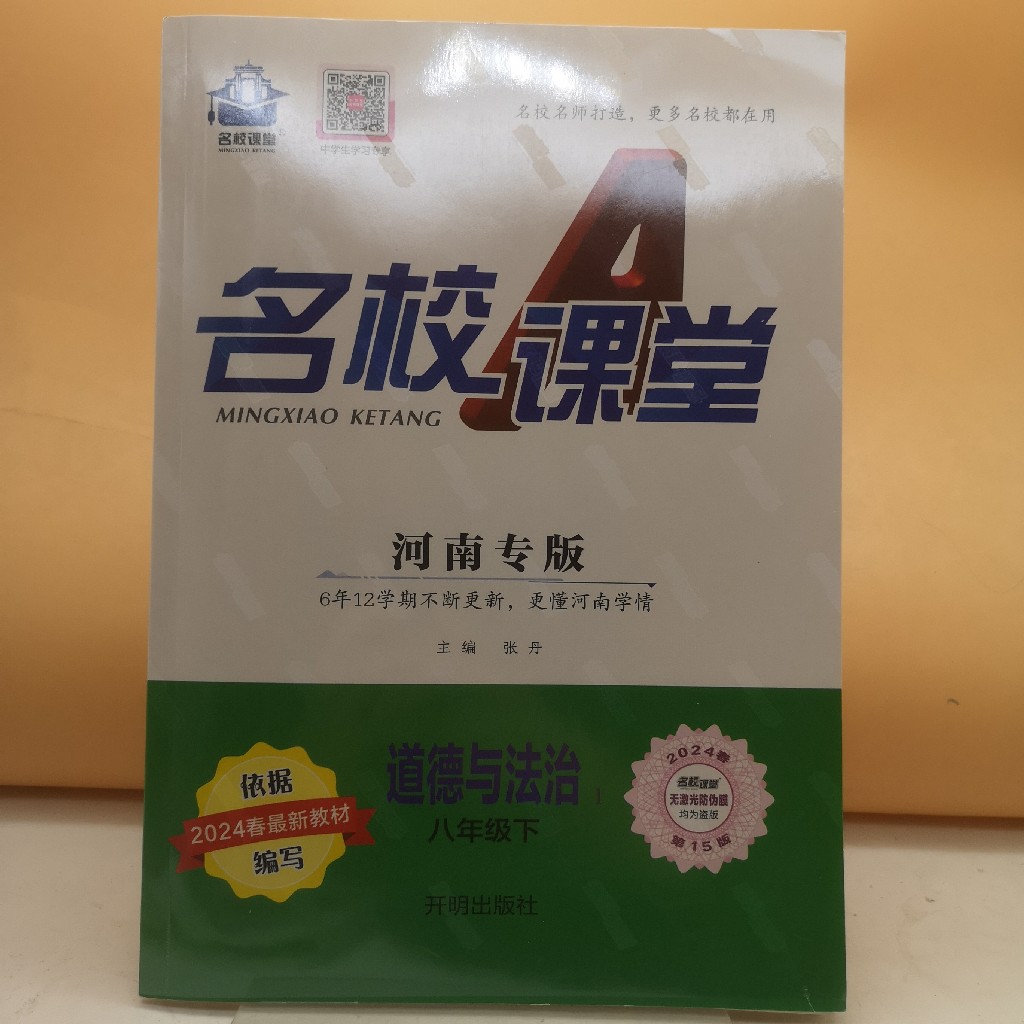 名校课堂
MINGXIAO KETANG
名校名师打造，更多名校都在用
名校课堂
MINGXIAO KETANG
河南专版
6年12学期不断更新，更懂河南学情
主编 张丹
道德与法治
八年级下
开明出版社
依据
2024春最新教材
编写
2024春
名校课堂
无激光防伪膜
均为盗版
第15版